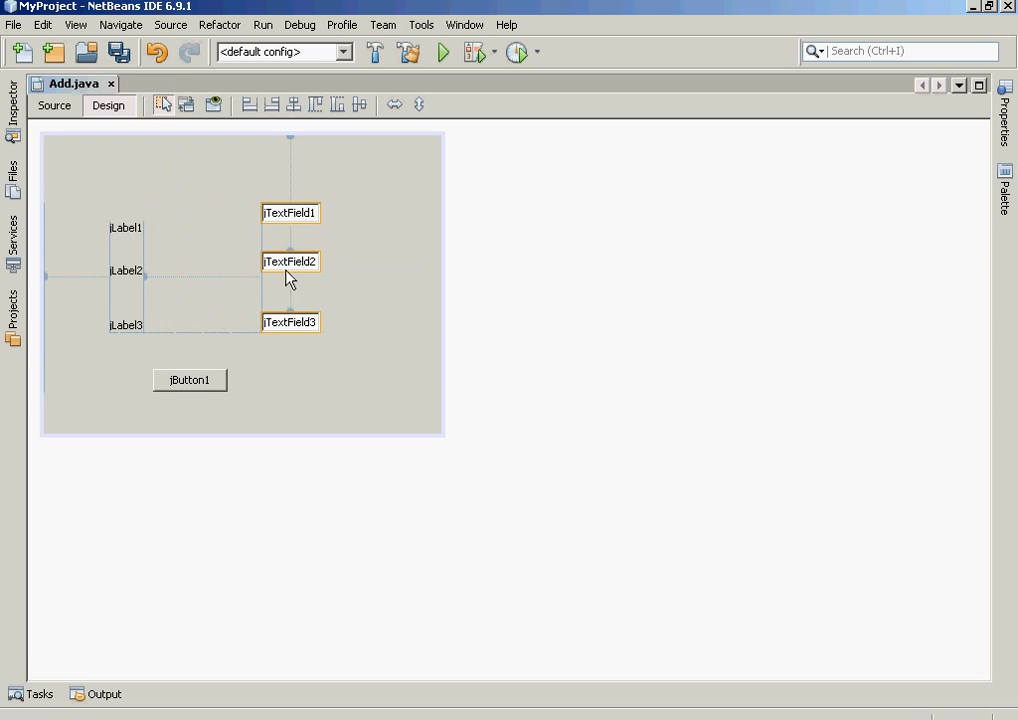 MyProject - NetBeans IDE 6.9.1
File Edit View Navigate Source Refactor Run Debug Profile Team Tools Window Help
<default config>
Search (Ctrl+I)
Add.java
Source Design
Inspector
Files
Services
Projects
Properties
Palette
jTextField1
jLabel1
jTextField2
jLabel2
jTextField3
jLabel3
jButton1
Tasks Output